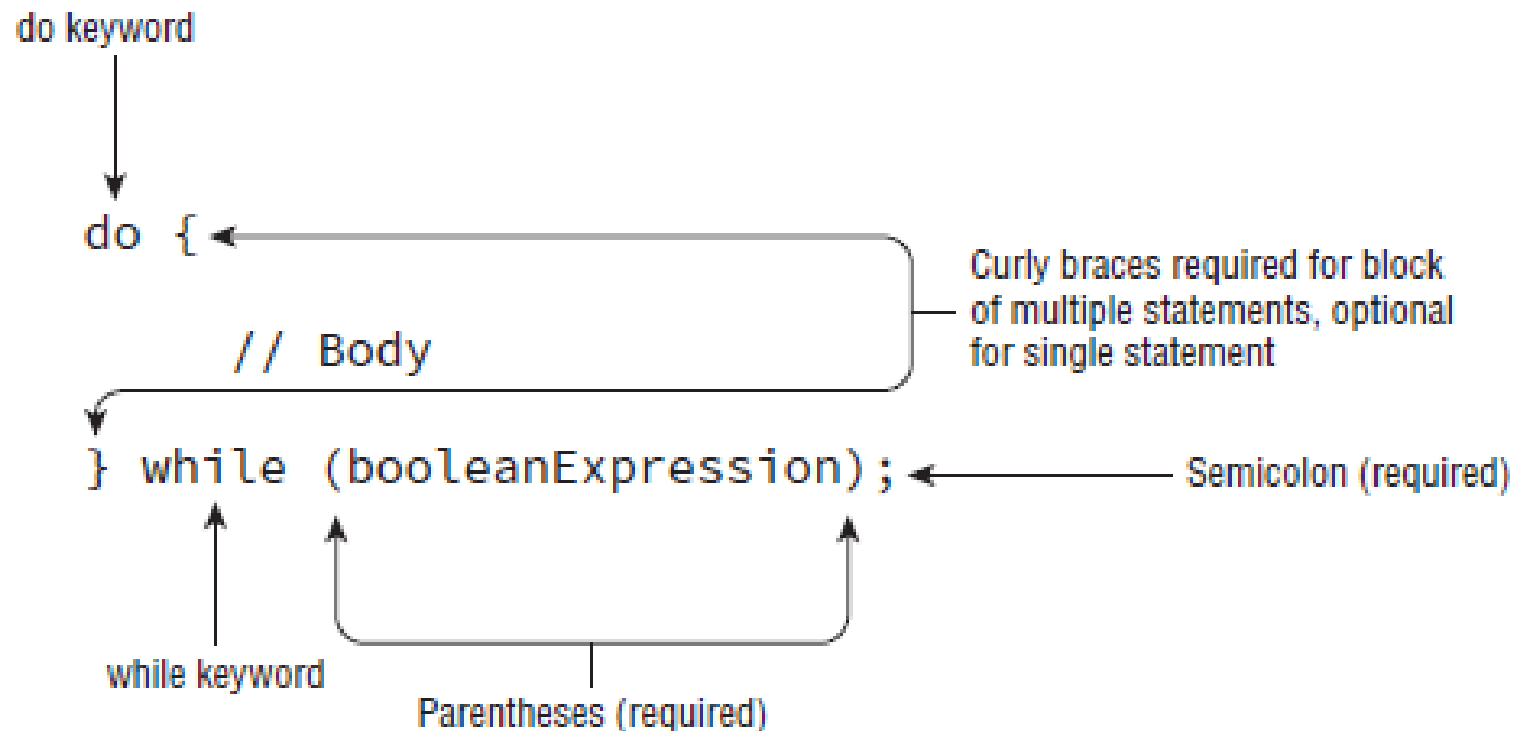 do keyword
do {
Curly braces required for block
of multiple statements, optional
for single statement
// Body
} while (booleanExpression);
Semicolon (required)
while keyword
Parentheses (required)